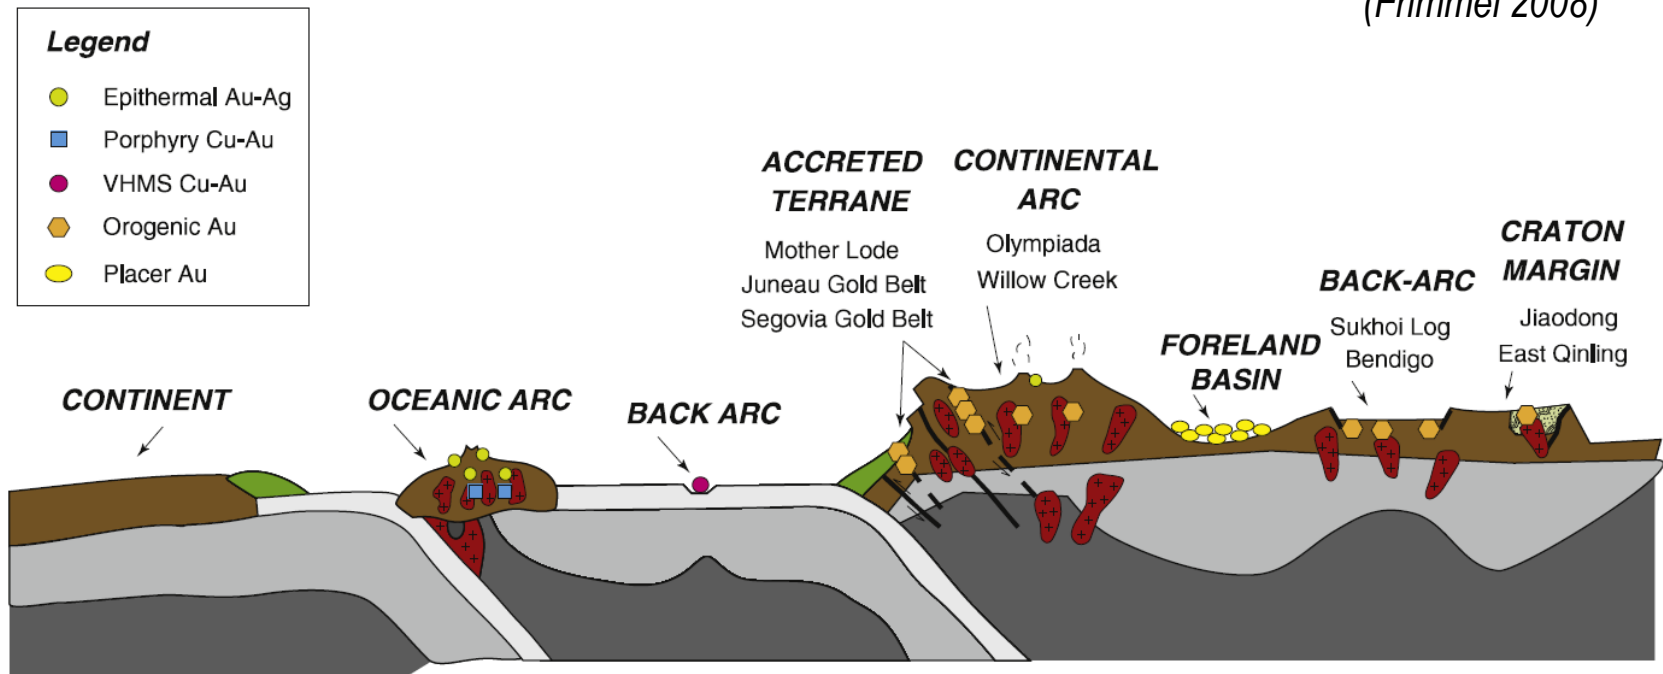 (Frimmel 2008)
Legend
Epithermal Au-Ag
Porphyry Cu-Au
VHMS Cu-Au
Orogenic Au
Placer Au
CONTINENT
OCEANIC ARC
BACK ARC
ACCRETED
TERRANE
Mother Lode
Juneau Gold Belt
Segovia Gold Belt
CONTINENTAL
ARC
Olympiada
Willow Creek
FORELAND
BASIN
BACK-ARC
Sukhoi Log
Bendigo
CRATON
MARGIN
Jiaodong
East Qinling